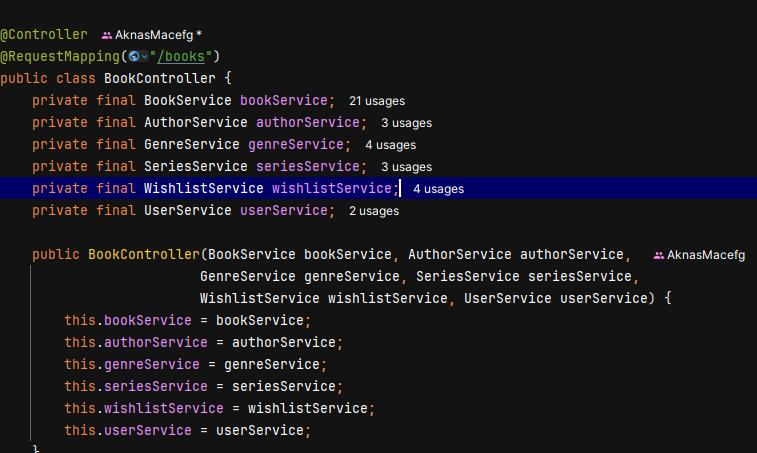 @Controller AknasMacefg *
@RequestMapping("/books")
public class BookController {
private final BookService bookService; 21 usages
private final AuthorService authorService; 3 usages
private final GenreService genreService; 4 usages
private final SeriesService seriesService; 3 usages
private final WishlistService wishlistService; 4 usages
private final UserService userService; 2 usages
public BookController(BookService bookService, AuthorService authorService, AknasMacefg
GenreService genreService, SeriesService seriesService,
WishlistService wishlistService, UserService userService) {
this.bookService = bookService;
this.authorService = authorService;
this.genreService = genreService;
this.seriesService = seriesService;
this.wishlistService = wishlistService;
this.userService = userService;
}